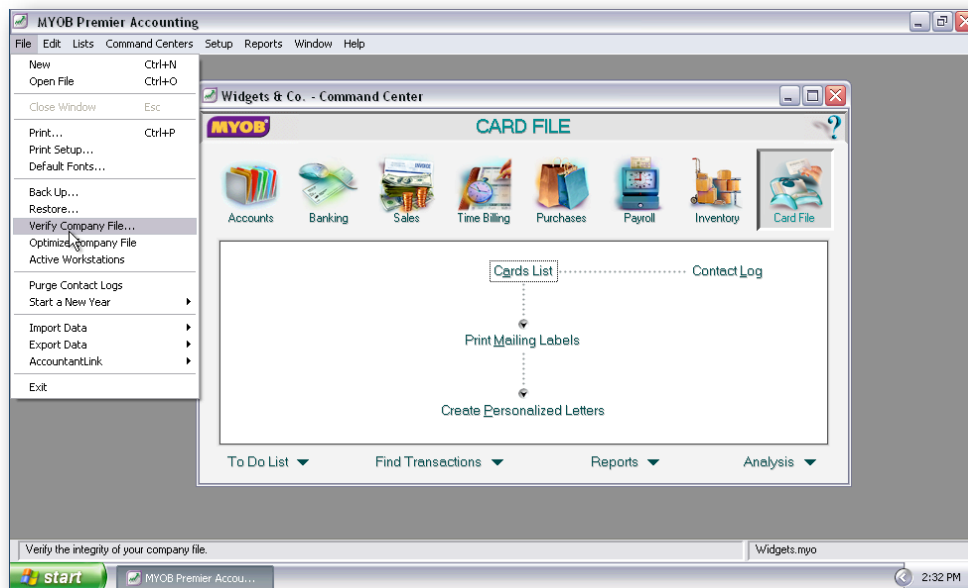 MYOB Premier Accounting
File Edit Lists Command Centers Setup Reports Window Help
New Ctrl+N
Open File Ctrl+O
Close Window Esc
Print... Ctrl+P
Print Setup...
Default Fonts...
Back Up...
Restore...
Verify Company File...
Optimize Company File
Active Workstations
Purge Contact Logs
Start a New Year
Import Data
Export Data
AccountantLink
Exit
Widgets & Co. - Command Center
MYOB
CARD FILE
?
INVOICE
Accounts Banking Sales Time Billing Purchases Payroll Inventory Card File
Cards List Contact Log
Print Mailing Labels
Create Personalized Letters
To Do List Find Transactions Reports Analysis
Verify the integrity of your company file. Widgets.myo
start MYOB Premier Accou... 2:32 PM